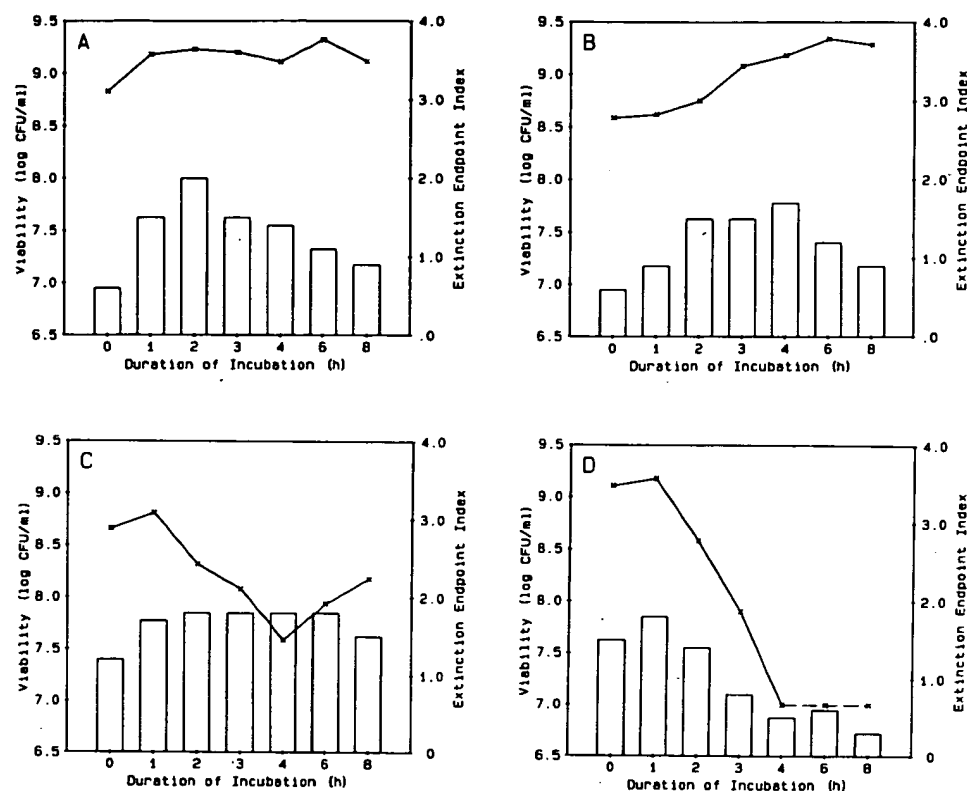 A
9.5
9.0
8.5
8.0
7.5
7.0
6.5
Viability (log CFU/ml)
4.0
3.0
2.0
1.0
.0
Extinction Endpoint Index
0 1 2 3 4 6 8
Duration of Incubation (h)
B
9.5
9.0
8.5
8.0
7.5
7.0
6.5
Viability (log CFU/ml)
4.0
3.0
2.0
1.0
.0
Extinction Endpoint Index
0 1 2 3 4 6 8
Duration of Incubation (h)
C
9.5
9.0
8.5
8.0
7.5
7.0
6.5
Viability (log CFU/ml)
4.0
3.0
2.0
1.0
0
Extinction Endpoint Index
0 1 2 3 4 6 8
Duration of Incubation (h)
D
9.5
9.0
8.5
8.0
7.5
7.0
6.5
Viability (log CFU/ml)
4.0
3.0
2.0
1.0
0
Extinction Endpoint Index
0 1 2 3 4 6 8
Duration of Incubation (h)